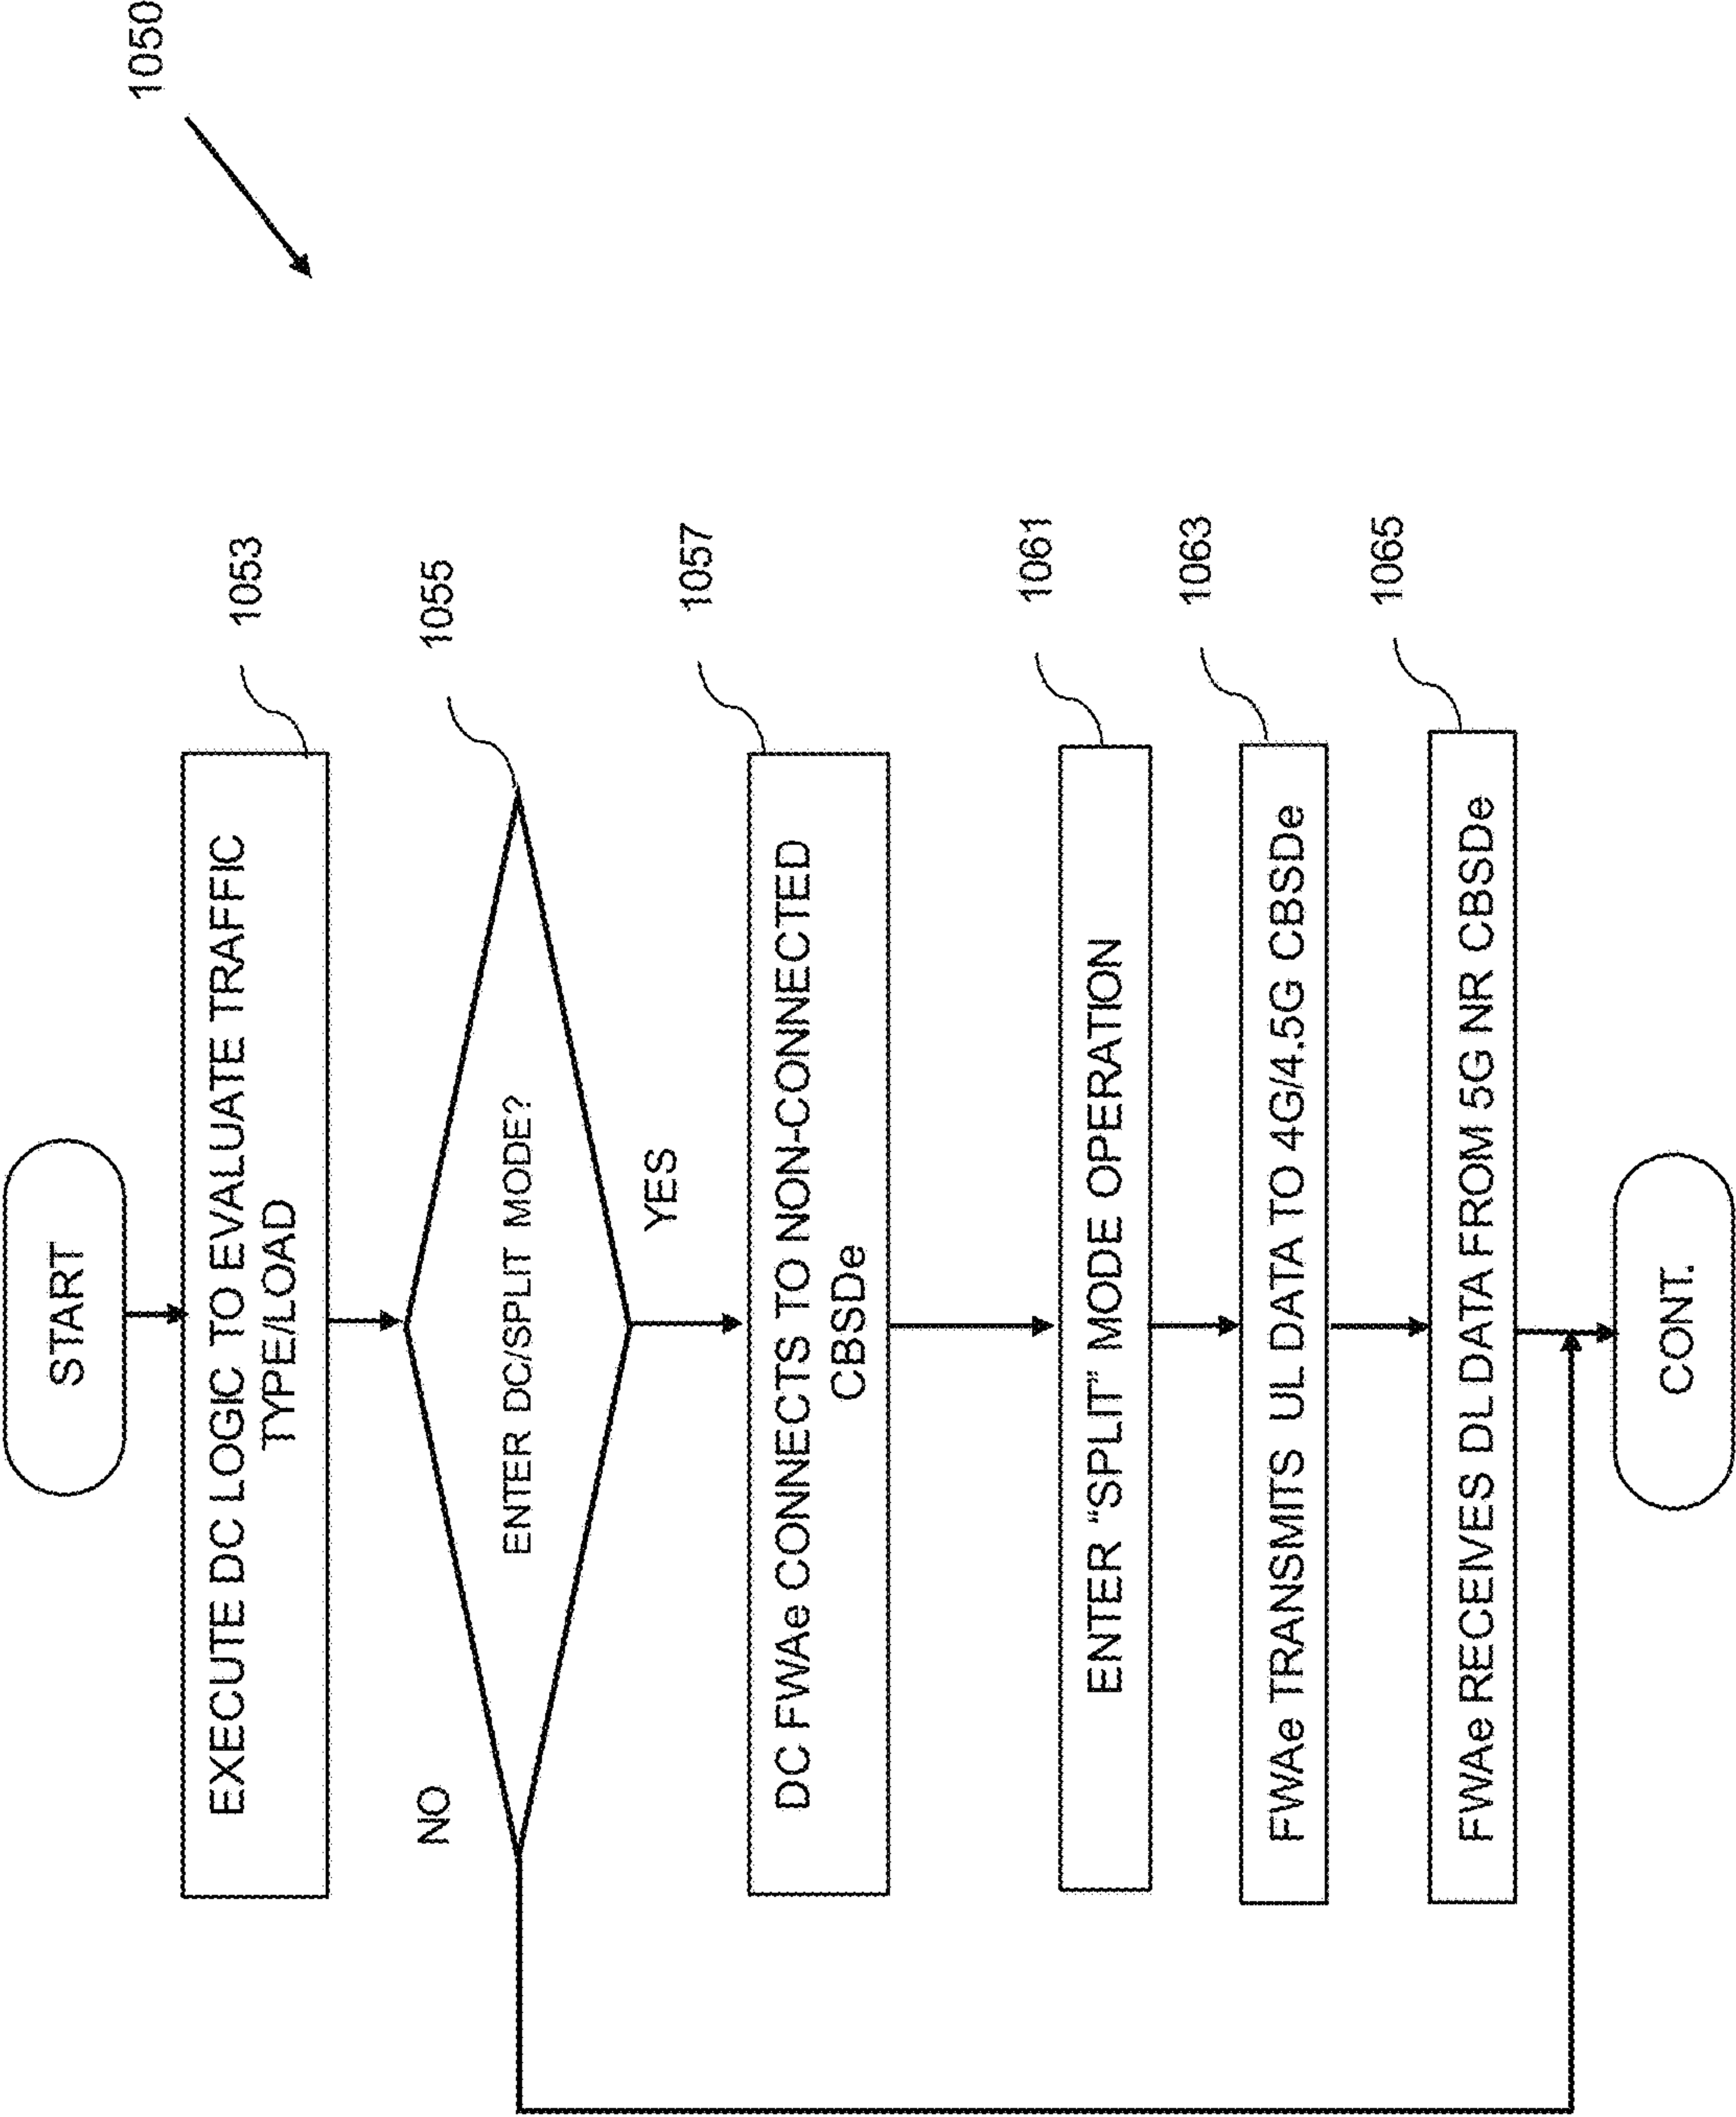 1050
START
1053
EXECUTE DC LOGIC TO EVALUATE TRAFFIC
TYPE/LOAD
1055
NO
ENTER DC/SPLIT MODE?
YES
1057
DC FWAe CONNECTS TO NON-CONNECTED
CBSDe
1061
ENTER “SPLIT” MODE OPERATION
1063
FWAe TRANSMITS UL DATA TO 4G/4.5G CBSDe
1065
FWAe RECEIVES DL DATA FROM 5G NR CBSDe
CONT.